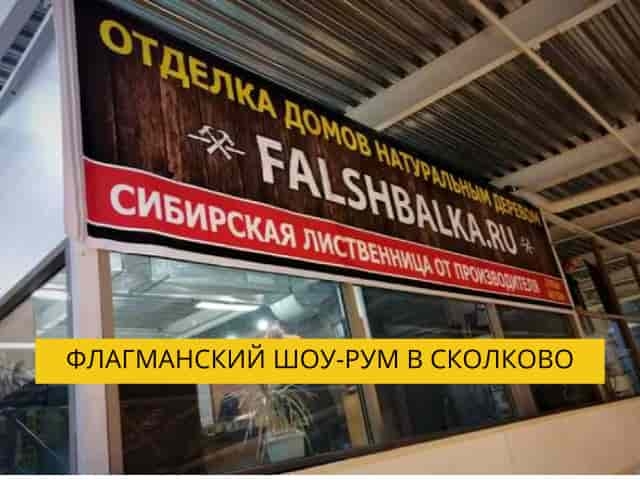 ОТДЕЛКА ДОМОВ НАТУРАЛЬНЫМ ДЕРЕВОМ
FALSHBALKA.RU
СИБИРСКАЯ ЛИСТВЕННИЦА ОТ ПРОИЗВОДИТЕЛЯ
ФЛАГМАНСКИЙ ШОУ-РУМ В СКОЛКОВО